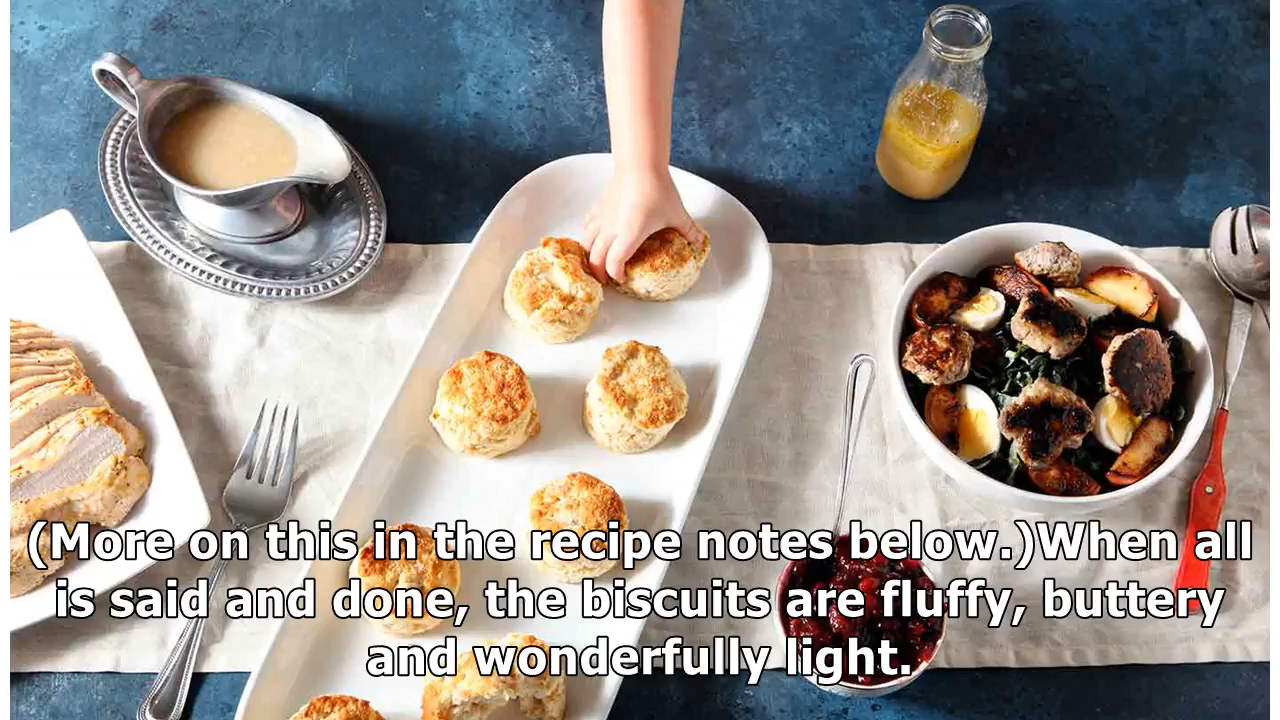 (More on this in the recipe notes below.)When all
is said and done, the biscuits are fluffy, buttery
and wonderfully light.